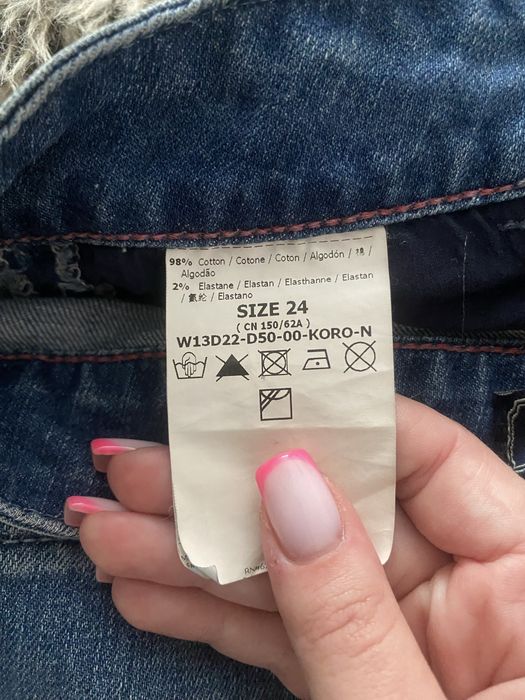 98% Cotton / Cotone / Coton / Algodón / 棉 /
Algodão
2% Elastane / Elastan / Elasthanne / Elastan
/ 氨纶 / Elastano
SIZE 24
( CN 150/62A )
W13D22-D50-00-KORO-N